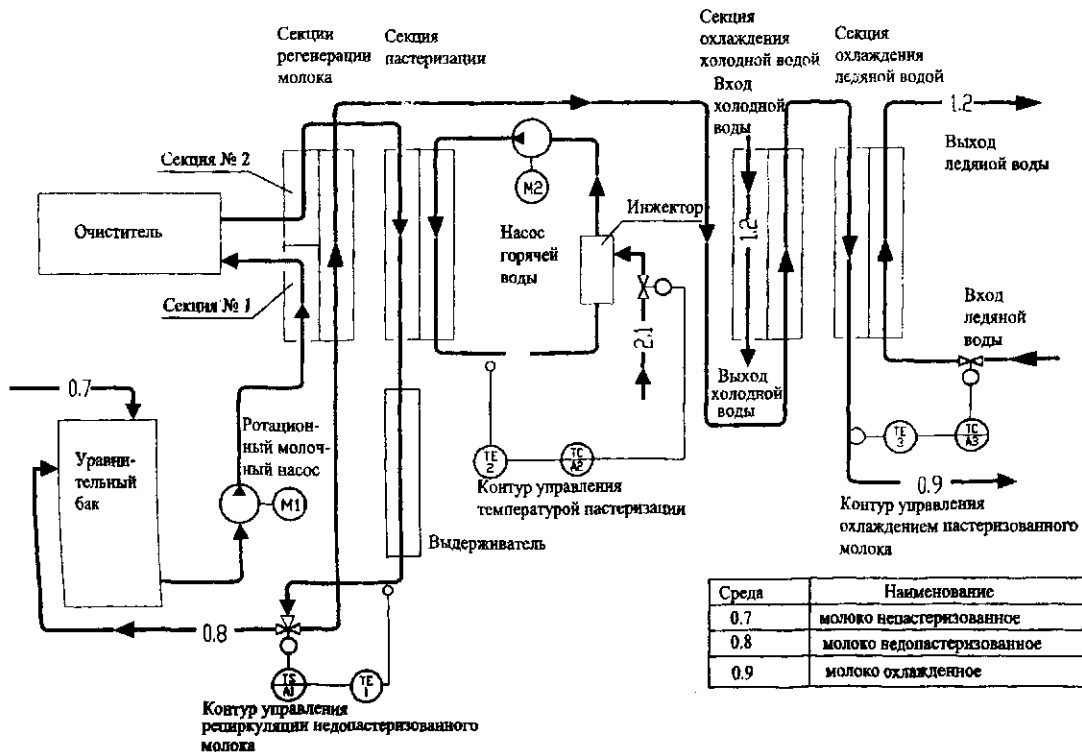 Секции
регенерации
молока
Секция
пастеризации
Секция
охлаждения
холодной водой
Секция
охлаждения
ледяной водой
Вход
холодной
воды
1.2
Выход
ледяной воды
Секция № 2
М2
Инжектор
Очиститель
Насос
горячей
воды
1.2
Секция № 1
2.1
Вход
ледяной
воды
0.7
Выход
холодной
воды
Ротацион-
ный молоч-
ный насос
Уравни-
тельный
бак
М1
TE
2
TC
A2
TE
3
TC
A3
Контур управления
температурой пастеризации
0.9
Контур управления
охлаждением пастеризованного
молока
Выдерживатель
0.8
TS
A1
TE
1
Контур управления
рециркуляции недопастеризованного
молока
Среда Наименование
0.7 молоко непастеризованное
0.8 молоко недопастеризованное
0.9 молоко охлажденное